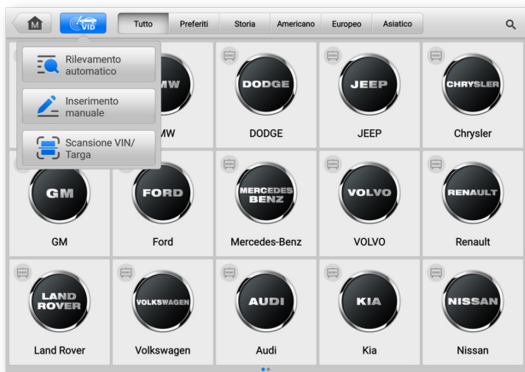 M
VID
Tutto
Preferiti
Storia
Americano
Europeo
Asiatico
Rilevamento
automatico
Inserimento
manuale
Scansione VIN/
Targa
MW
DODGE
JEEP
CHRYSLER
MW
DODGE
JEEP
Chrysler
GM
FORD
MERCEDES
BENZ
VOLVO
RENAULT
GM
Ford
Mercedes-Benz
VOLVO
Renault
LAND
ROVER
VOLKSWAGEN
AUDI
KIA
NISSAN
Land Rover
Volkswagen
Audi
Kia
Nissan